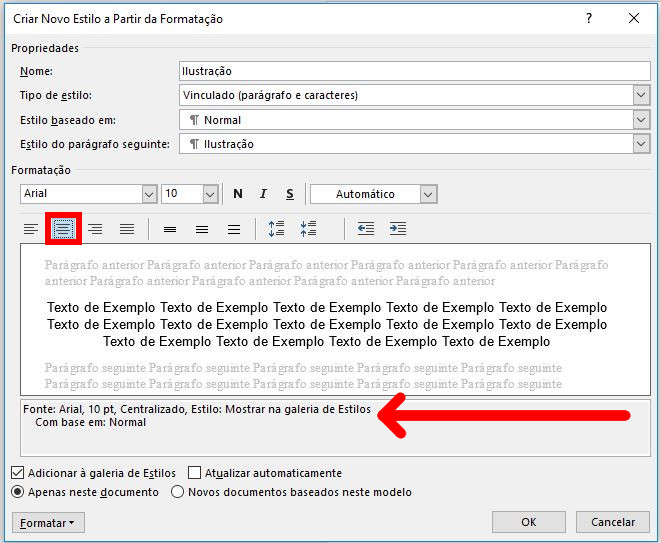 Criar Novo Estilo a Partir da Formatação ? ×
Propriedades
Nome: Ilustração
Tipo de estilo: Vinculado (parágrafo e caracteres)
Estilo baseado em: ¶ Normal
Estilo do parágrafo seguinte: ¶ Ilustração
Formatação
Arial 10 N I S Automático
Parágrafo anterior Parágrafo anterior Parágrafo anterior Parágrafo anterior Parágrafo anterior Parágrafo
anterior Parágrafo anterior Parágrafo anterior Parágrafo anterior Parágrafo anterior
Texto de Exemplo Texto de Exemplo Texto de Exemplo Texto de Exemplo Texto de Exemplo
Texto de Exemplo Texto de Exemplo Texto de Exemplo Texto de Exemplo Texto de Exemplo
Texto de Exemplo Texto de Exemplo Texto de Exemplo Texto de Exemplo
Parágrafo seguinte Parágrafo seguinte Parágrafo seguinte Parágrafo seguinte Parágrafo seguinte
Parágrafo seguinte Parágrafo seguinte Parágrafo seguinte Parágrafo seguinte Parágrafo seguinte
Fonte: Arial, 10 pt, Centralizado, Estilo: Mostrar na galeria de Estilos
Com base em: Normal
Adicionar à galeria de Estilos Atualizar automaticamente
Apenas neste documento Novos documentos baseados neste modelo
Formatar OK Cancelar